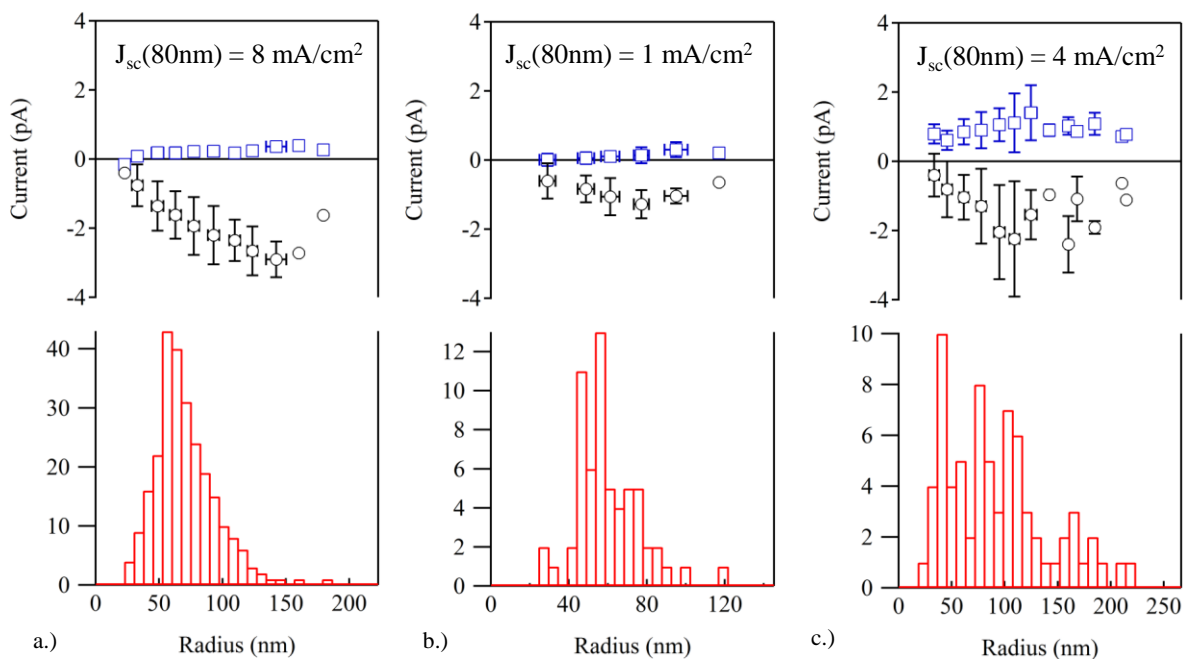 4
2
0
-2
-4
Current (pA)
J_sc(80nm) = 8 mA/cm²
40
30
20
10
0
0 50 100 150 200
Radius (nm)
a.)
4
2
0
-2
-4
Current (pA)
J_sc(80nm) = 1 mA/cm²
12
10
8
6
4
2
0
0 40 80 120
Radius (nm)
b.)
4
2
0
-2
-4
Current (pA)
J_sc(80nm) = 4 mA/cm²
10
8
6
4
2
0
0 50 100 150 200 250
Radius (nm)
c.)